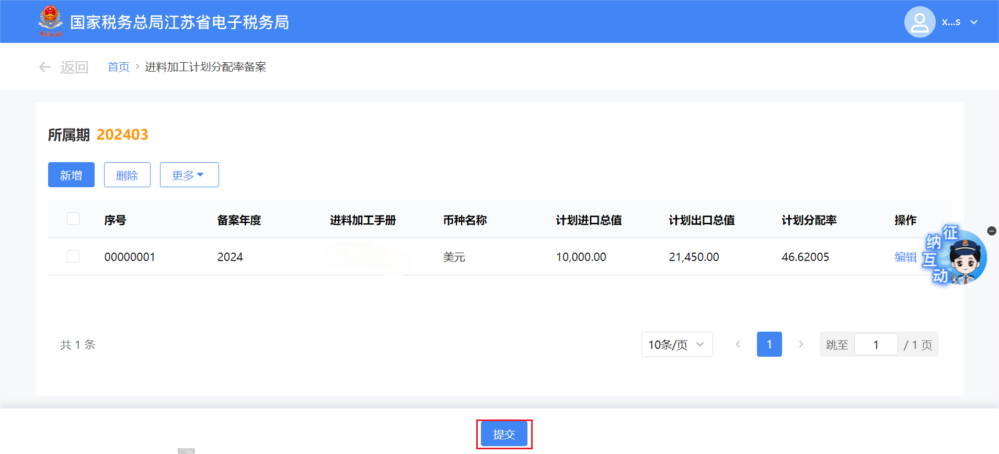 国家税务总局江苏省电子税务局
x...s
返回 首页 > 进料加工计划分配率备案
所属期 202403
新增 删除 更多
序号 备案年度 进料加工手册 币种名称 计划进口总值 计划出口总值 计划分配率 操作
00000001 2024 美元 10,000.00 21,450.00 46.62005 编辑
征纳互动
共 1 条 10条/页 1 跳至 1 / 1 页
提交